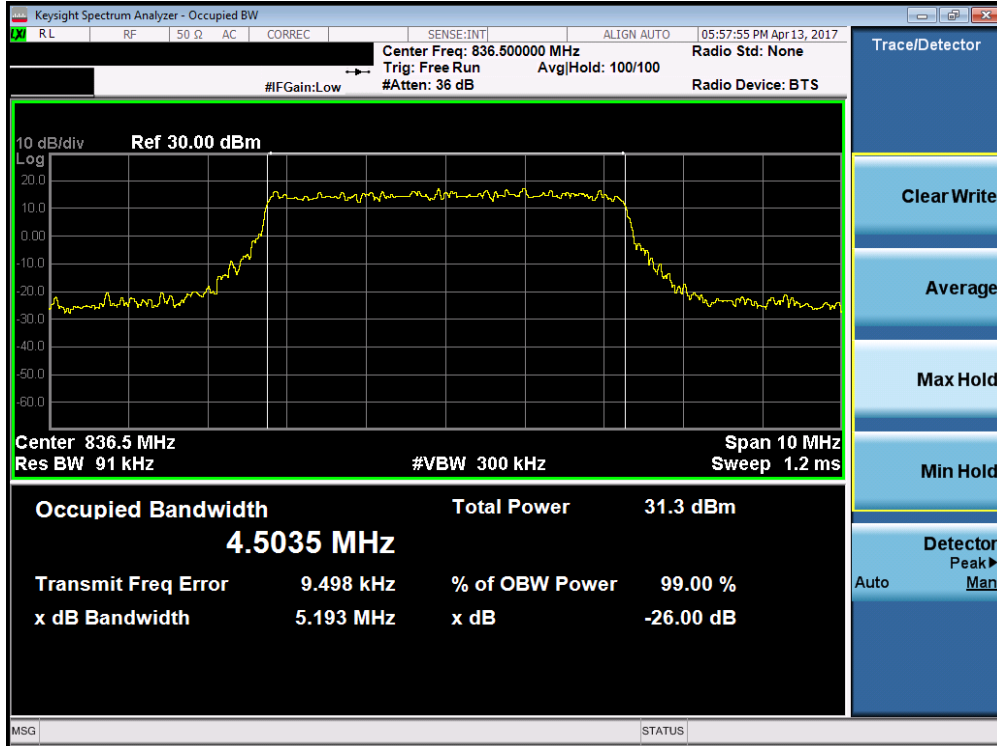 Keysight Spectrum Analyzer - Occupied BW
LXI RL RF 50 Ω AC CORREC SENSE:INT ALIGN AUTO 05:57:55 PM Apr 13, 2017
Center Freq: 836.500000 MHz Radio Std: None
Trig: Free Run Avg|Hold: 100/100
#IFGain:Low #Atten: 36 dB Radio Device: BTS
Trace/Detector
10 dB/div Ref 30.00 dBm
Log
20.0
10.0
0.00
-10.0
-20.0
-30.0
-40.0
-50.0
-60.0
Center 836.5 MHz Span 10 MHz
Res BW 91 kHz #VBW 300 kHz Sweep 1.2 ms
Occupied Bandwidth Total Power 31.3 dBm
4.5035 MHz
Transmit Freq Error 9.498 kHz % of OBW Power 99.00 %
x dB Bandwidth 5.193 MHz x dB -26.00 dB
Clear Write
Average
Max Hold
Min Hold
Detector
Peak▶
Auto Man
MSG STATUS